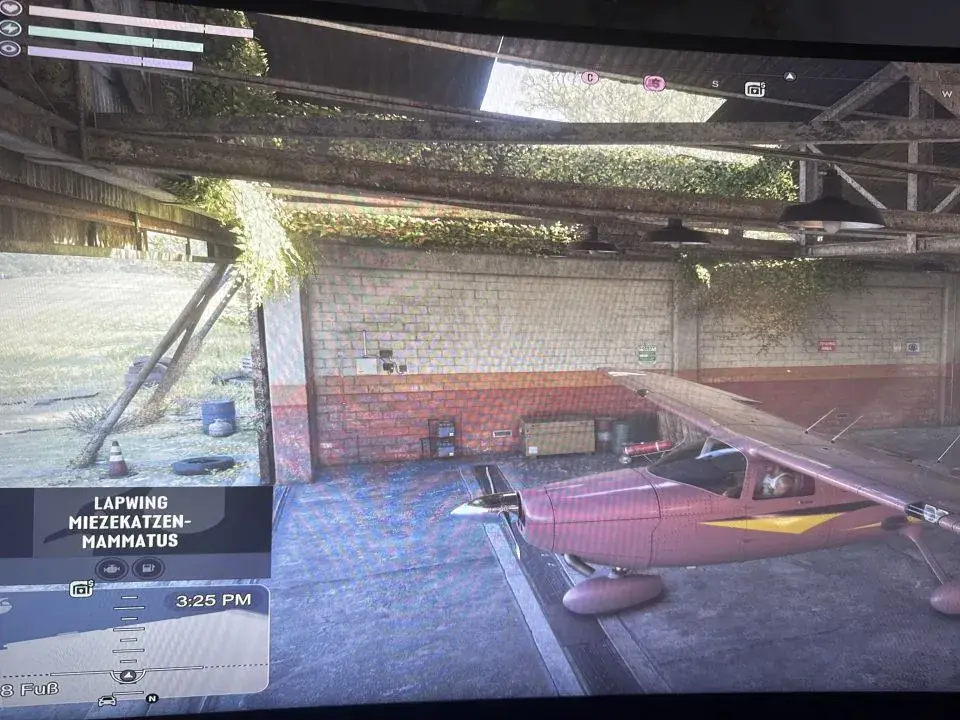 C
S
S
W
LAPWING
MIEZEKATZEN-
MAMMATUS
3:25 PM
8 Fuß
N